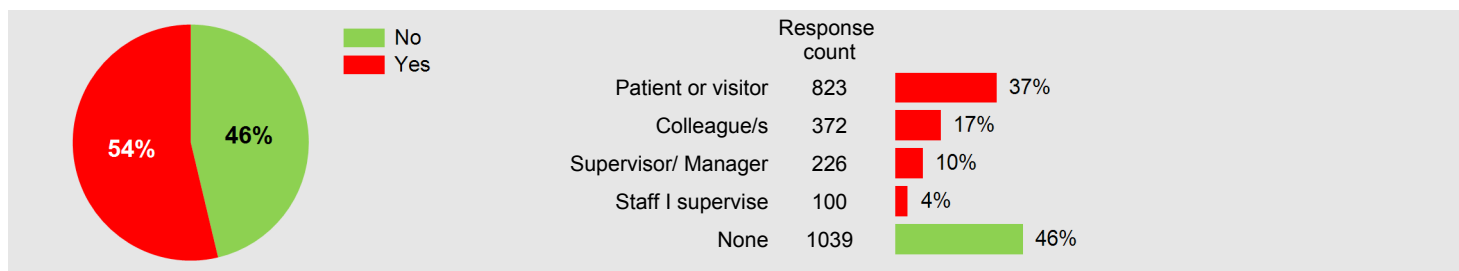 No
Yes
54%
46%
Response
count
Patient or visitor 823 37%
Colleague/s 372 17%
Supervisor/ Manager 226 10%
Staff I supervise 100 4%
None 1039 46%